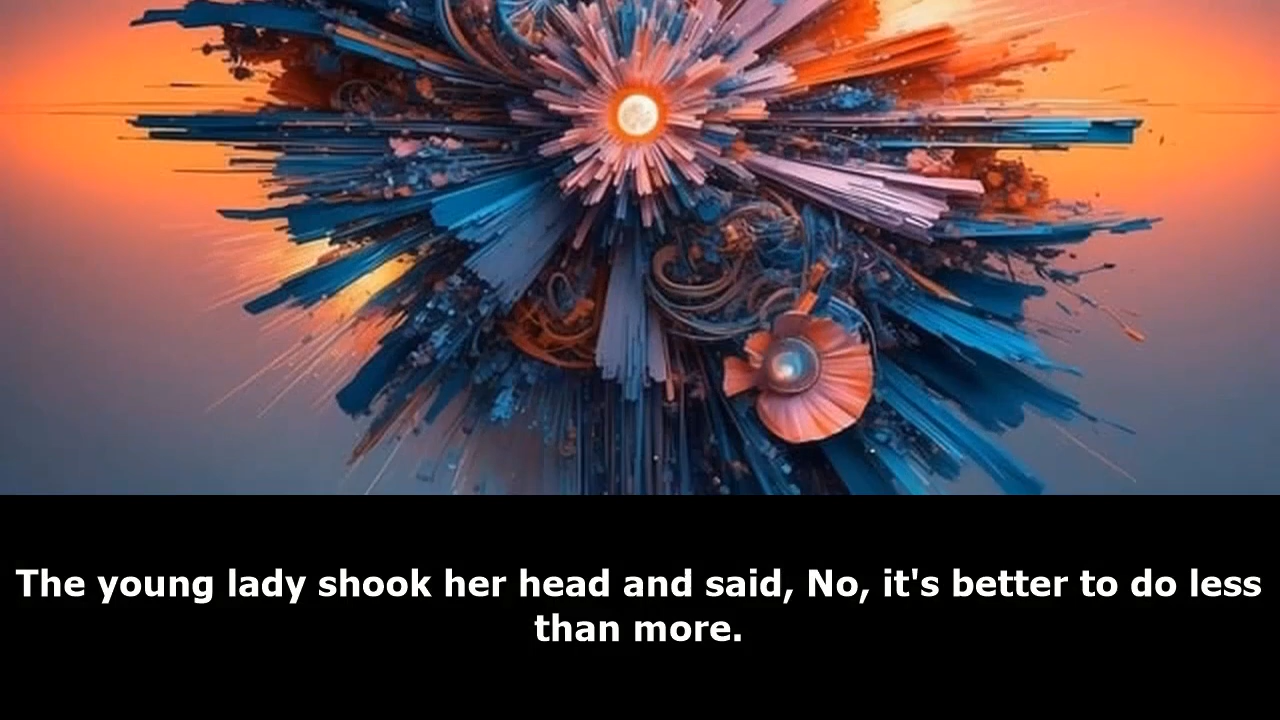 The young lady shook her head and said, No, it's better to do less
than more.